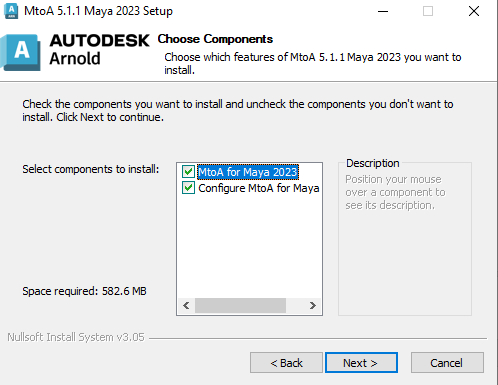 MtoA 5.1.1 Maya 2023 Setup
A
AUTODESK
Arnold
Choose Components
Choose which features of MtoA 5.1.1 Maya 2023 you want to
install.
Check the components you want to install and uncheck the components you don't want to
install. Click Next to continue.
Select components to install:
MtoA for Maya 2023
Configure MtoA for Maya
Description
Position your mouse
over a component to
see its description.
Space required: 582.6 MB
Nullsoft Install System v3.05
< Back
Next >
Cancel